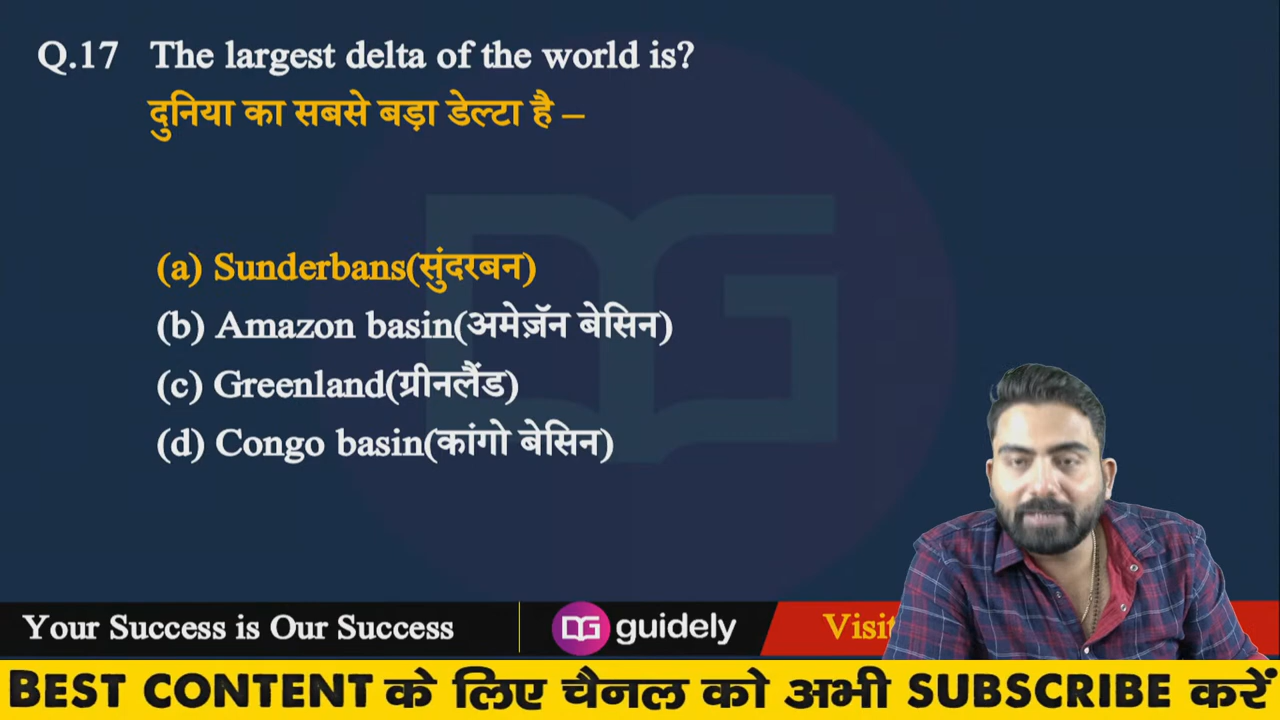 Q.17 The largest delta of the world is?
दुनिया का सबसे बड़ा डेल्टा है –
(a) Sunderbans(सुंदरबन)
(b) Amazon basin(अमेज़ॅन बेसिन)
(c) Greenland(ग्रीनलैंड)
(d) Congo basin(कांगो बेसिन)
Your Success is Our Success
DG guidely
Visit
BEST CONTENT के लिए चैनल को अभी SUBSCRIBE करें